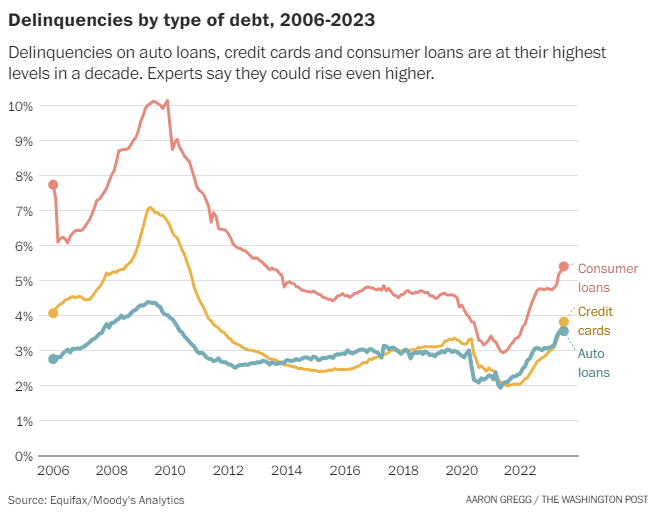 Delinquencies by type of debt, 2006-2023
Delinquencies on auto loans, credit cards and consumer loans are at their highest
levels in a decade. Experts say they could rise even higher.
10%
9%
8%
7%
6%
5%
4%
3%
2%
1%
0%
Consumer
loans
Credit
cards
Auto
loans
2006
2008
2010
2012
2014
2016
2018
2020
2022
Source: Equifax/Moody's Analytics
AARON GREGG / THE WASHINGTON POST